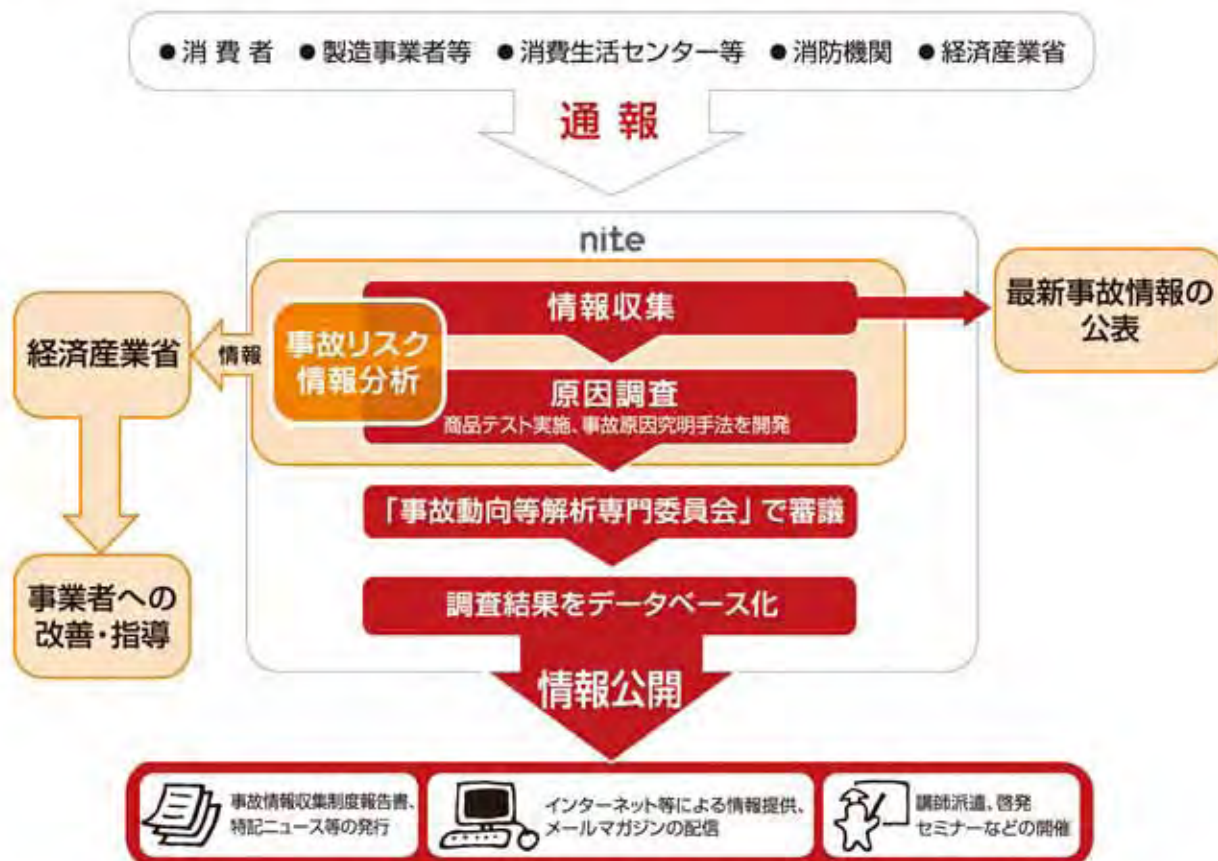 ●消費者 ●製造事業者等 ●消費生活センター等 ●消防機関 ●経済産業省
通報
nite
情報収集
最新事故情報の
公表
事故リスク
情報分析
情報
経済産業省
原因調査
商品テスト実施、事故原因究明手法を開発
「事故動向等解析専門委員会」で審議
事業者への
改善・指導
調査結果をデータベース化
情報公開
事故情報収集制度報告書、
特記ニュース等の発行
インターネット等による情報提供、
メールマガジンの配信
講師派遣、啓発
セミナーなどの開催